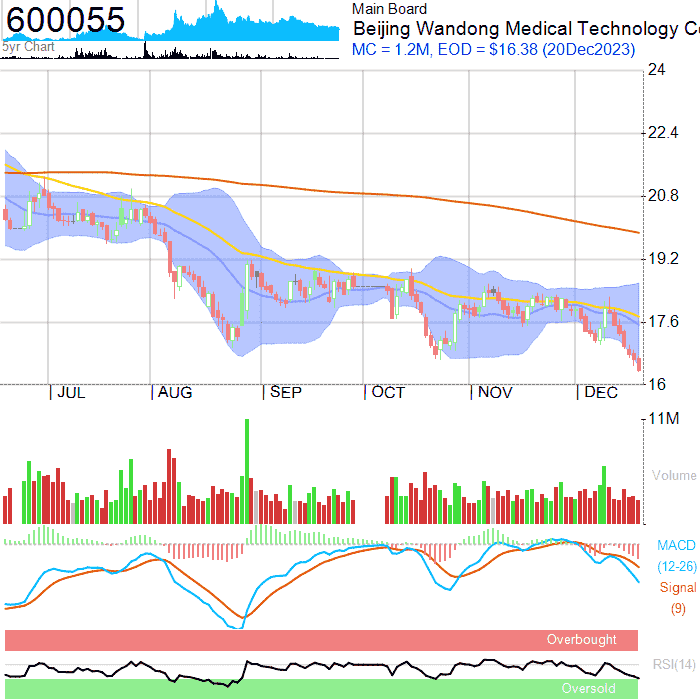 600055
5yr Chart
Main Board
Beijing Wandong Medical Technology Co
MC = 1.2M, EOD = $16.38 (20Dec2023)
24
22.4
20.8
19.2
17.6
16
JUL AUG SEP OCT NOV DEC
11M
Volume
MACD
(12-26)
Signal
(9)
Overbought
RSI(14)
Oversold